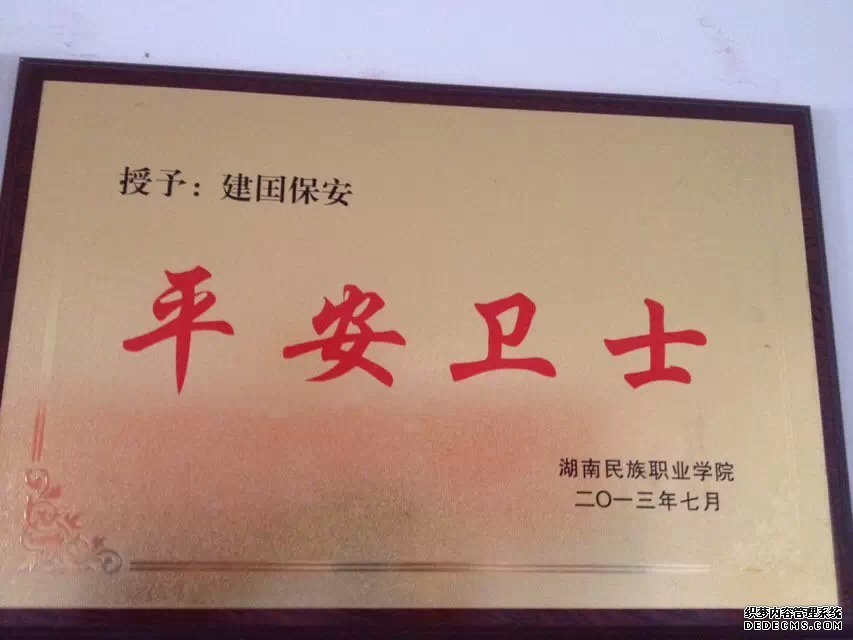 授予：建国保安
平安卫士
湖南民族职业学院
二〇一三年七月
织梦内容管理系统
DEDECMS.COM